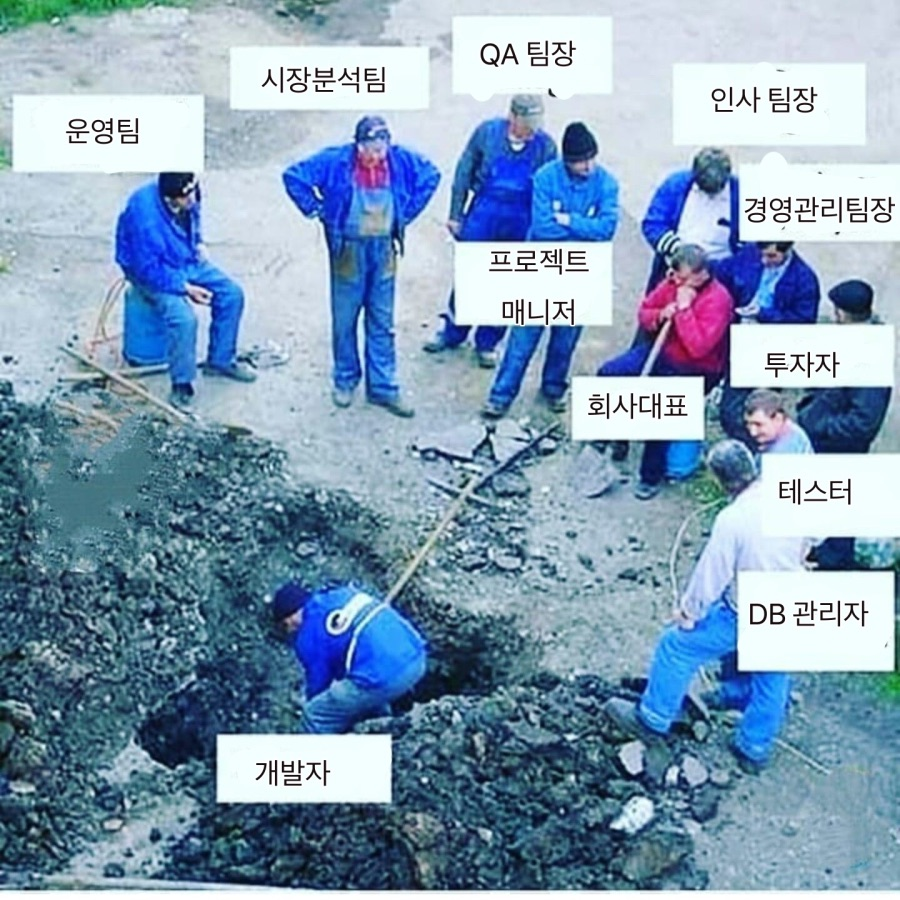 QA 팀장
시장분석팀
인사 팀장
운영팀
경영관리팀장
프로젝트
매니저
투자자
회사대표
테스터
DB 관리자
개발자